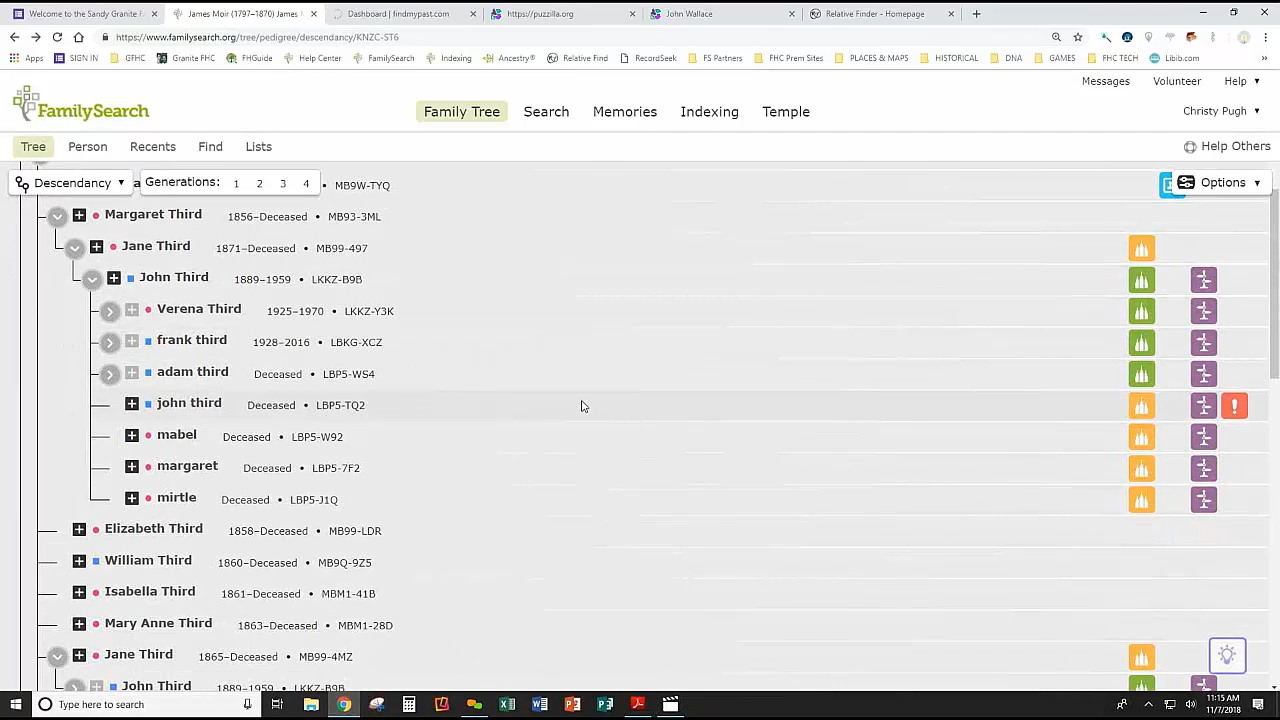 Welcome to the Sandy Granite F
James Moir (1797–1870) James M
Dashboard | findmypast.com
https://puzzilla.org
John Wallace
Relative Finder - Homepage
https://www.familysearch.org/tree/pedigree/descendancy/KNZC-ST6
Apps SIGN IN GFHC Granite FHC FHGuide Help Center FamilySearch Indexing Ancestry® Relative Find RecordSeek FS Partners FHC Prem Sites PLACES & MAPS HISTORICAL DNA GAMES FHC TECH Libib.com »
Messages Volunteer Help
FamilySearch
Family Tree Search Memories Indexing Temple
Christy Pugh
Tree Person Recents Find Lists
Help Others
Descendancy Generations: 1 2 3 4 • MB9W-TYQ Options
Margaret Third 1856–Deceased • MB93-3ML
Jane Third 1871–Deceased • MB99-497
John Third 1889–1959 • LKKZ-B9B
Verena Third 1925–1970 • LKKZ-Y3K
frank third 1928–2016 • LBKG-XCZ
adam third Deceased • LBP5-WS4
john third Deceased • LBP5-TQ2
mabel Deceased • LBP5-W92
margaret Deceased • LBP5-7F2
mirtle Deceased • LBP5-J1Q
Elizabeth Third 1858–Deceased • MB99-LDR
William Third 1860–Deceased • MB9Q-9Z5
Isabella Third 1861–Deceased • MBM1-41B
Mary Anne Third 1863–Deceased • MBM1-28D
Jane Third 1865–Deceased • MB99-4MZ
John Third 1889–1959 • LKKZ-B9B
Type here to search
11:15 AM
11/7/2018